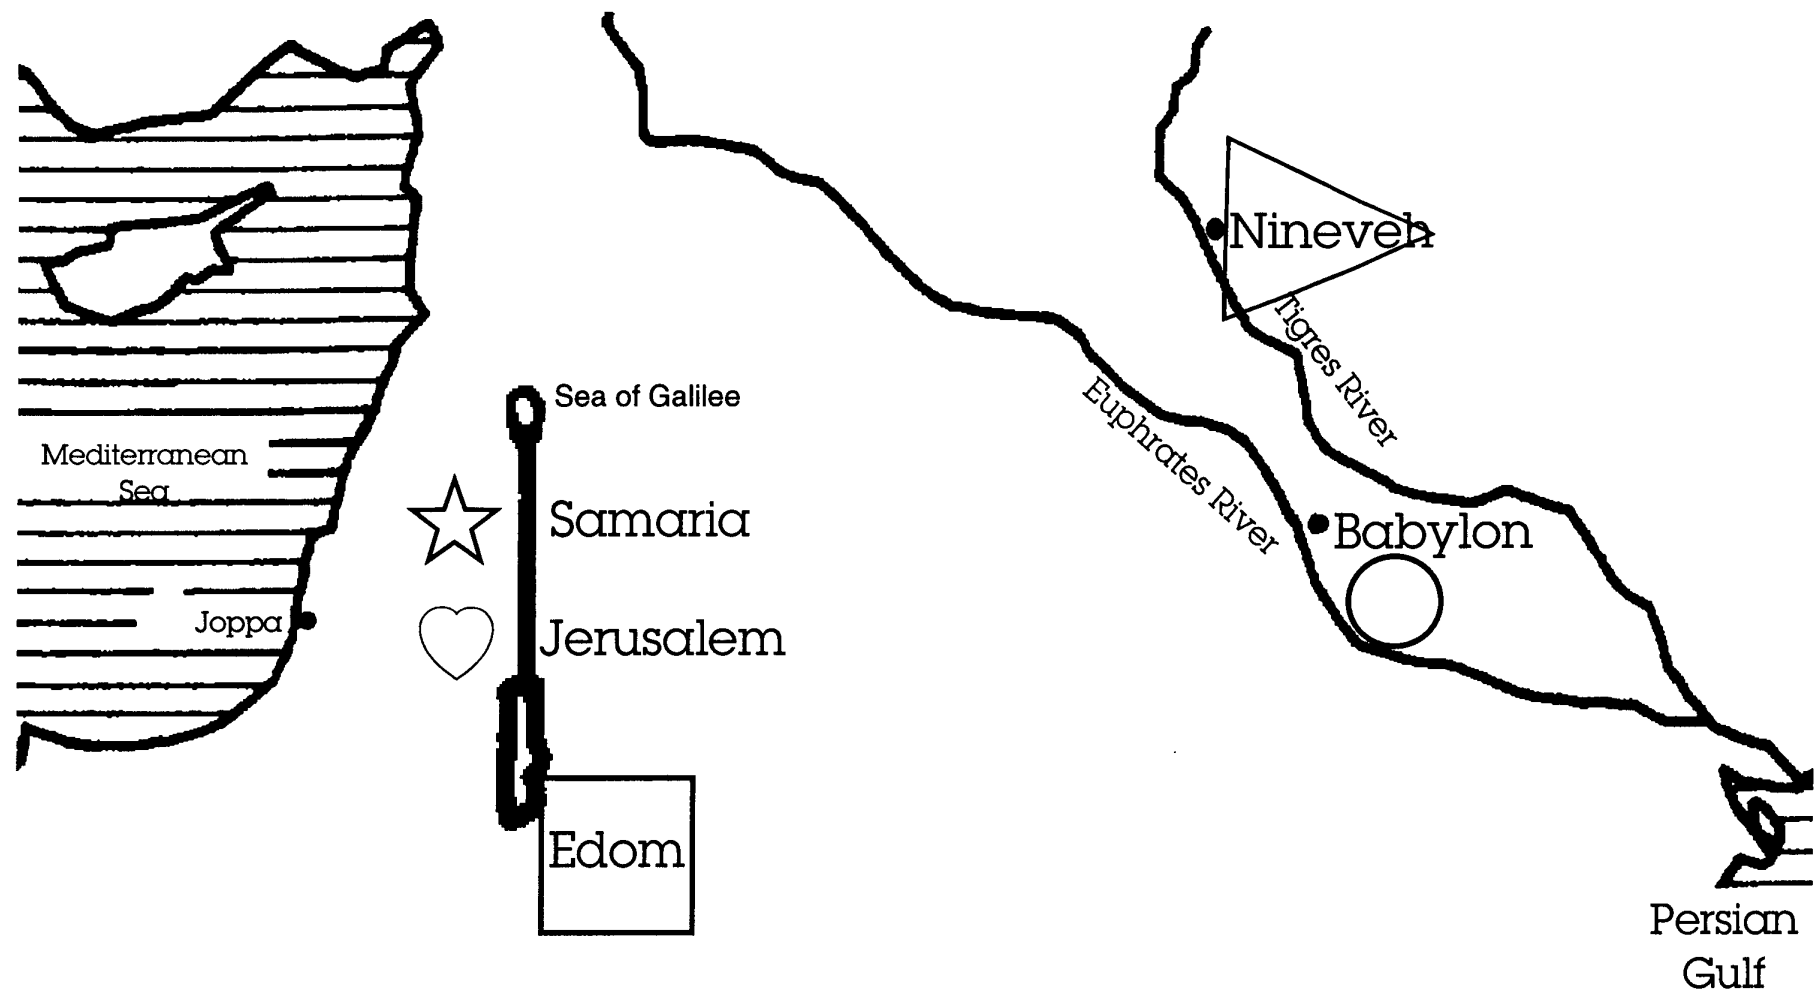 Nineveh
Tigres River
Sea of Galilee
Euphrates River
Mediterranean
Sea
Samaria
Babylon
Joppa
Jerusalem
Edom
Persian
Gulf